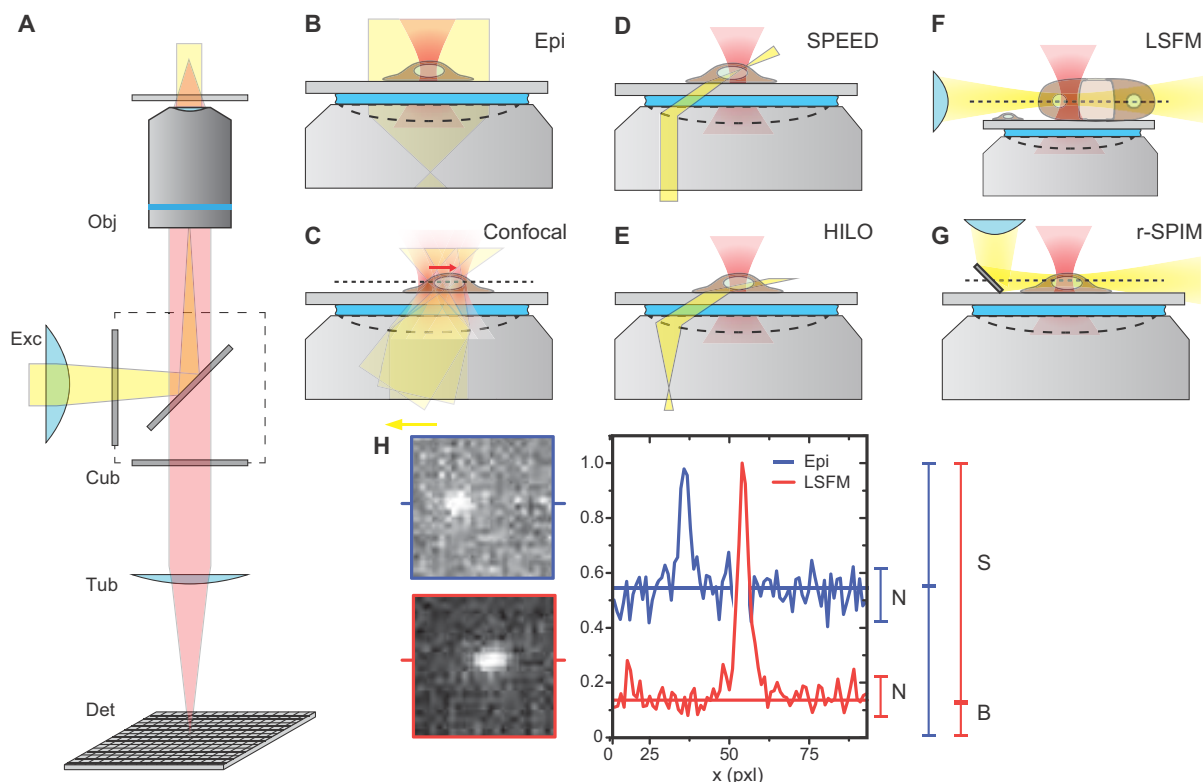 A
Obj
Exc
Cub
Tub
Det
B
Epi
C
Confocal
D
SPEED
E
HILO
F
LSFM
G
r-SPIM
H
1.0
0.8
0.6
0.4
0.2
0
0
25
50
75
x (pxl)
Epi
LSFM
N
N
S
B